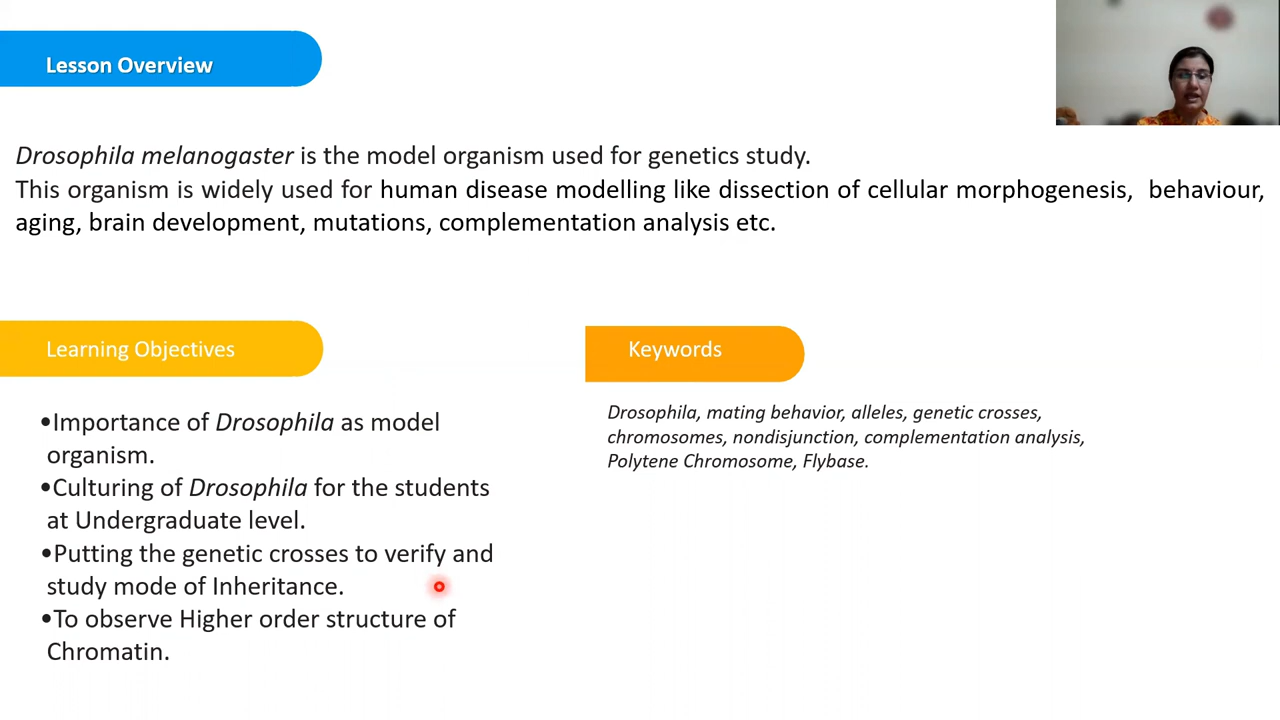 Lesson Overview
Drosophila melanogaster is the model organism used for genetics study.
This organism is widely used for human disease modelling like dissection of cellular morphogenesis, behaviour,
aging, brain development, mutations, complementation analysis etc.
Learning Objectives
•Importance of Drosophila as model
organism.
•Culturing of Drosophila for the students
at Undergraduate level.
•Putting the genetic crosses to verify and
study mode of Inheritance.
•To observe Higher order structure of
Chromatin.
Keywords
Drosophila, mating behavior, alleles, genetic crosses,
chromosomes, nondisjunction, complementation analysis,
Polytene Chromosome, Flybase.